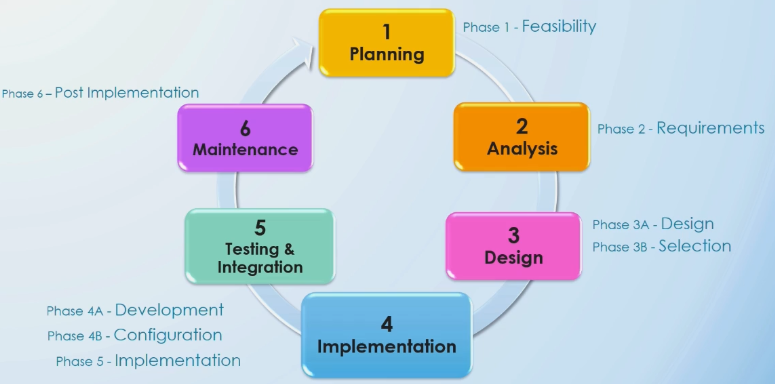 1
Planning
Phase 1 - Feasibility
2
Analysis
Phase 2 - Requirements
3
Design
Phase 3A - Design
Phase 3B - Selection
4
Implementation
Phase 4A - Development
Phase 4B - Configuration
Phase 5 - Implementation
5
Testing &
Integration
6
Maintenance
Phase 6 – Post Implementation